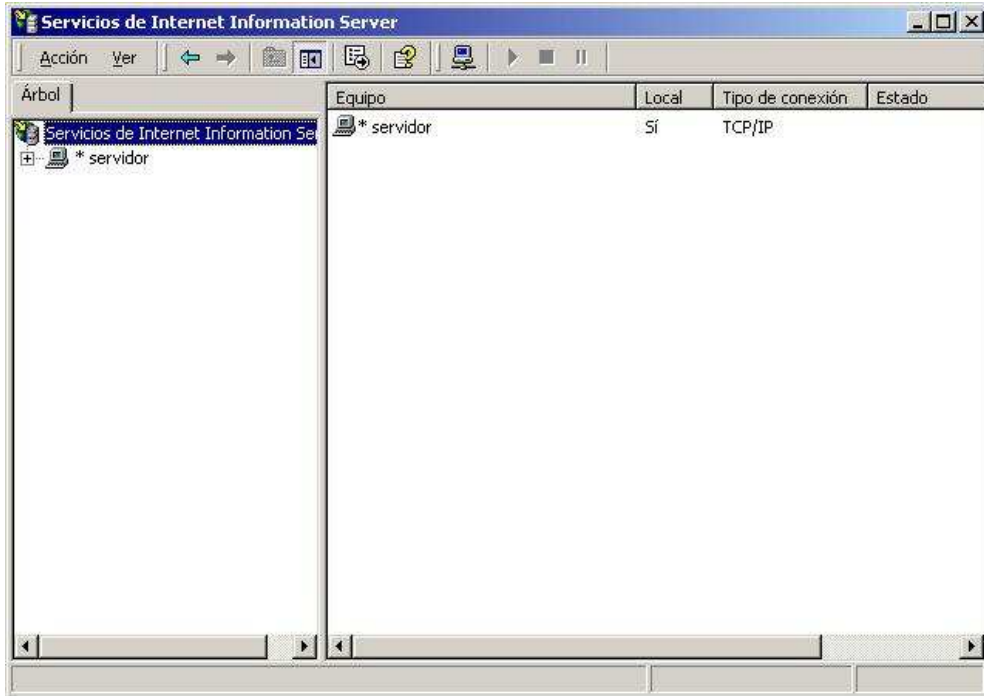 Servicios de Internet Information Server
Acción Ver
Árbol
Servicios de Internet Information Se
* servidor
Equipo Local Tipo de conexión Estado
* servidor Sí TCP/IP